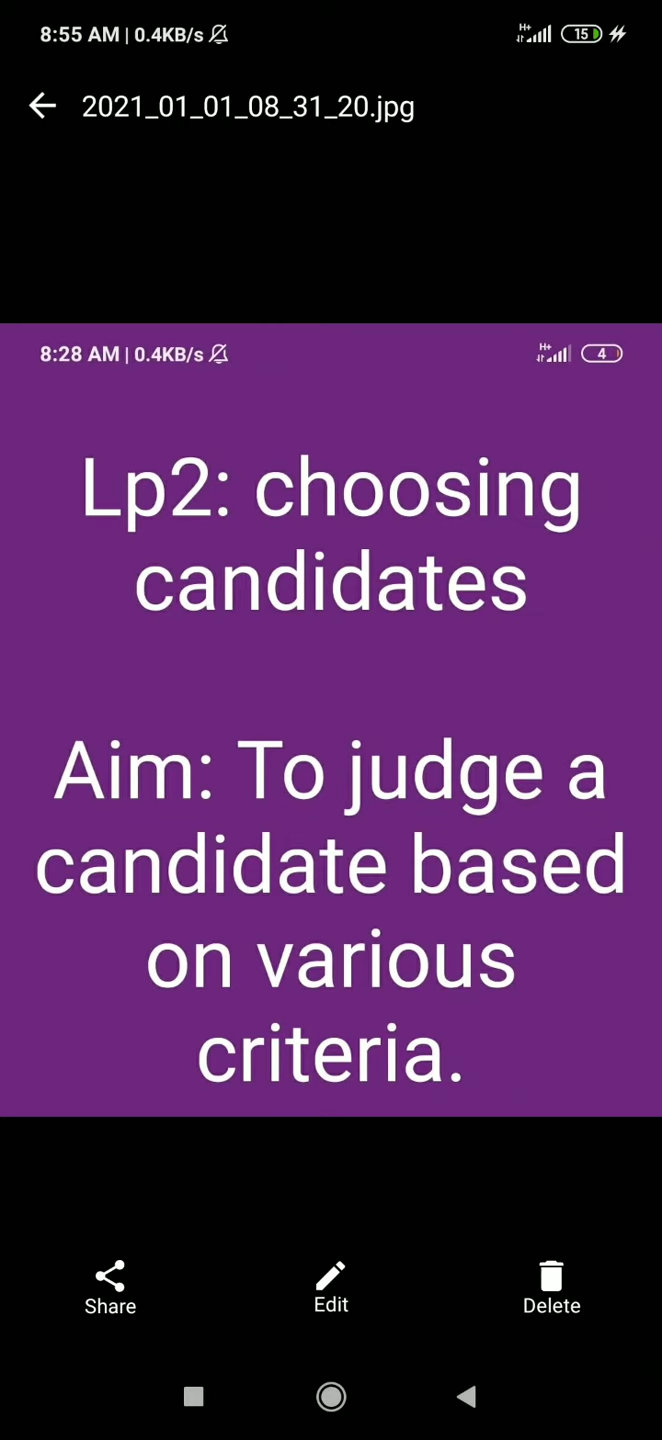 8:55 AM | 0.4KB/s H+ 15
2021_01_01_08_31_20.jpg
8:28 AM | 0.4KB/s H+ 4
Lp2: choosing
candidates
Aim: To judge a
candidate based
on various
criteria.
Share Edit Delete